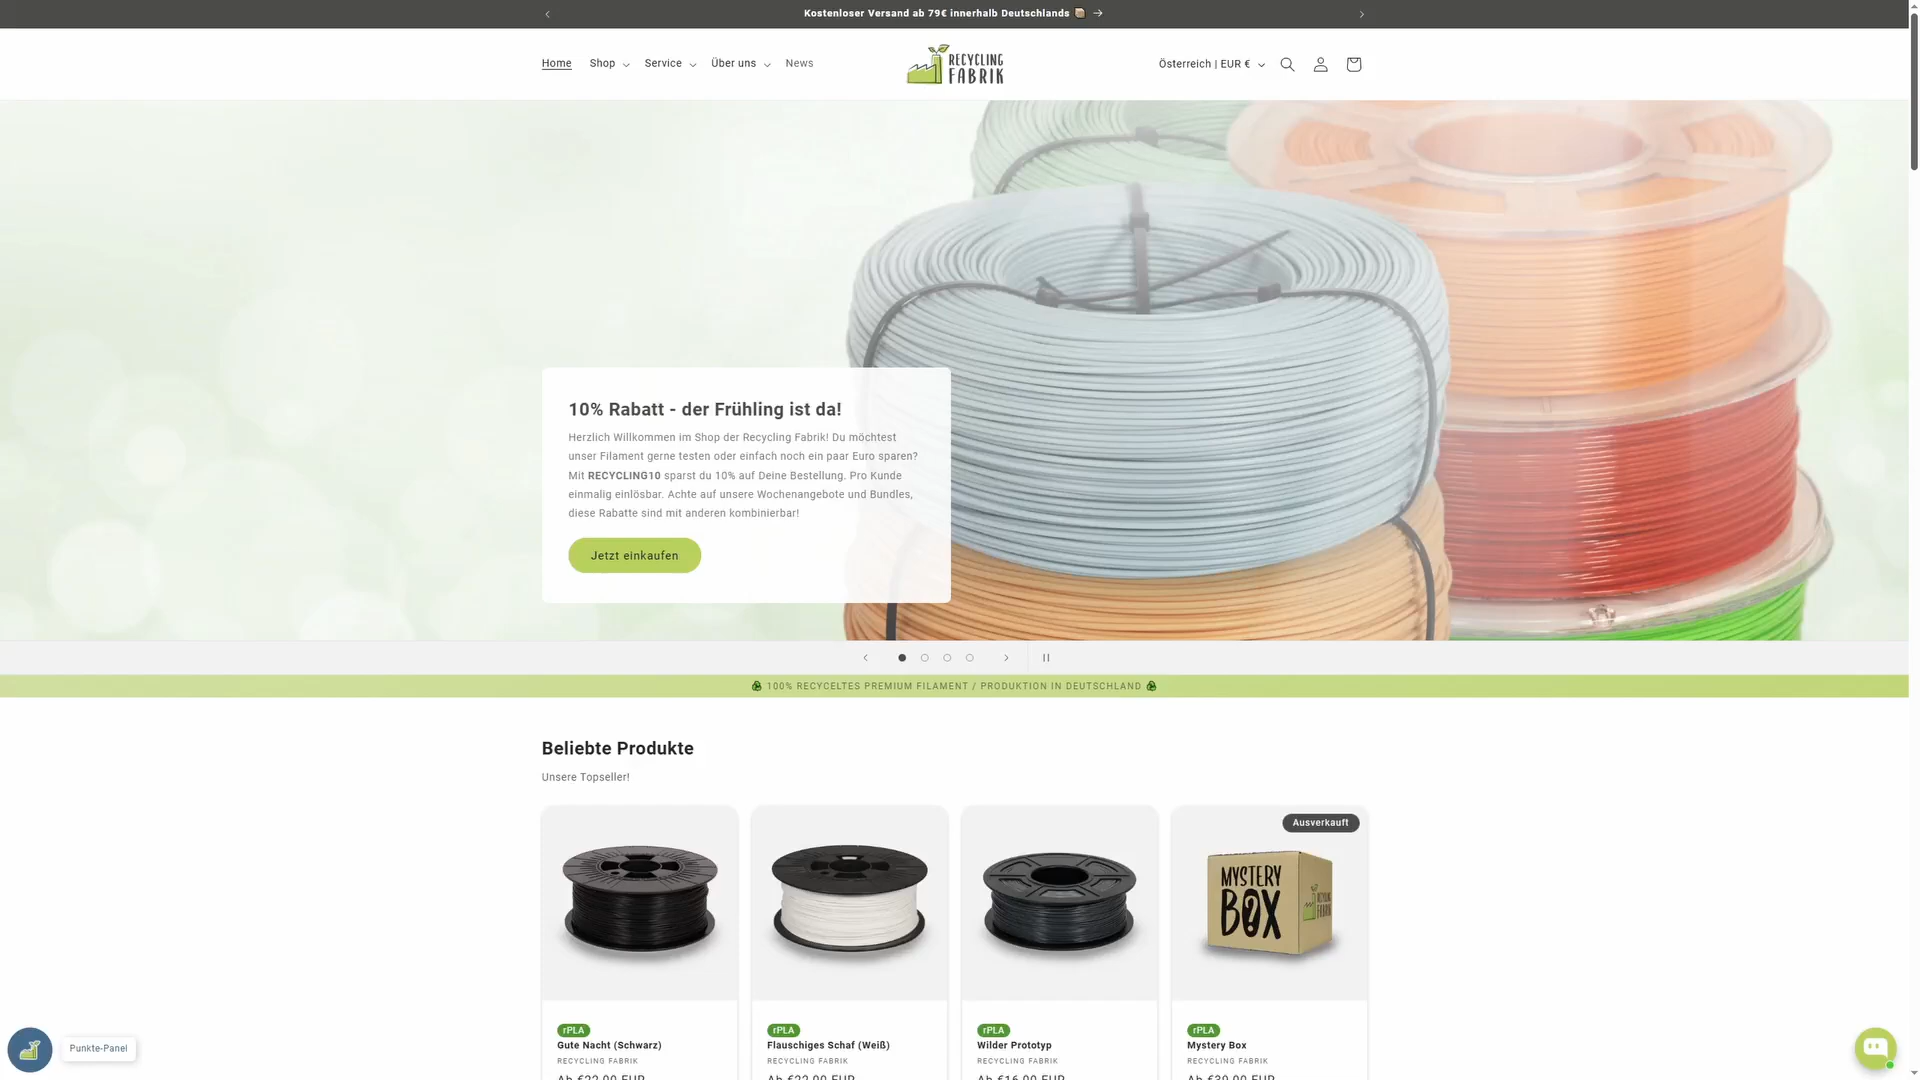 Kostenloser Versand ab 79€ innerhalb Deutschlands
Home
Shop
Service
Über uns
News
RECYCLING
FABRIK
Österreich | EUR €
10% Rabatt - der Frühling ist da!
Herzlich Willkommen im Shop der Recycling Fabrik! Du möchtest
unser Filament gerne testen oder einfach noch ein paar Euro sparen?
Mit RECYCLING10 sparst du 10% auf Deine Bestellung. Pro Kunde
einmalig einlösbar. Achte auf unsere Wochenangebote und Bundles,
diese Rabatte sind mit anderen kombinierbar!
Jetzt einkaufen
100% RECYCELTES PREMIUM FILAMENT / PRODUKTION IN DEUTSCHLAND
Beliebte Produkte
Unsere Topseller!
Ausverkauft
MYSTERY
BOX
RECYCLING
FABRIK
rPLA
Gute Nacht (Schwarz)
RECYCLING FABRIK
Ab €22,00 EUR
rPLA
Flauschiges Schaf (Weiß)
RECYCLING FABRIK
Ab €22,00 EUR
rPLA
Wilder Prototyp
RECYCLING FABRIK
Ab €16,00 EUR
rPLA
Mystery Box
RECYCLING FABRIK
Ab €30,00 EUR
Punkte-Panel